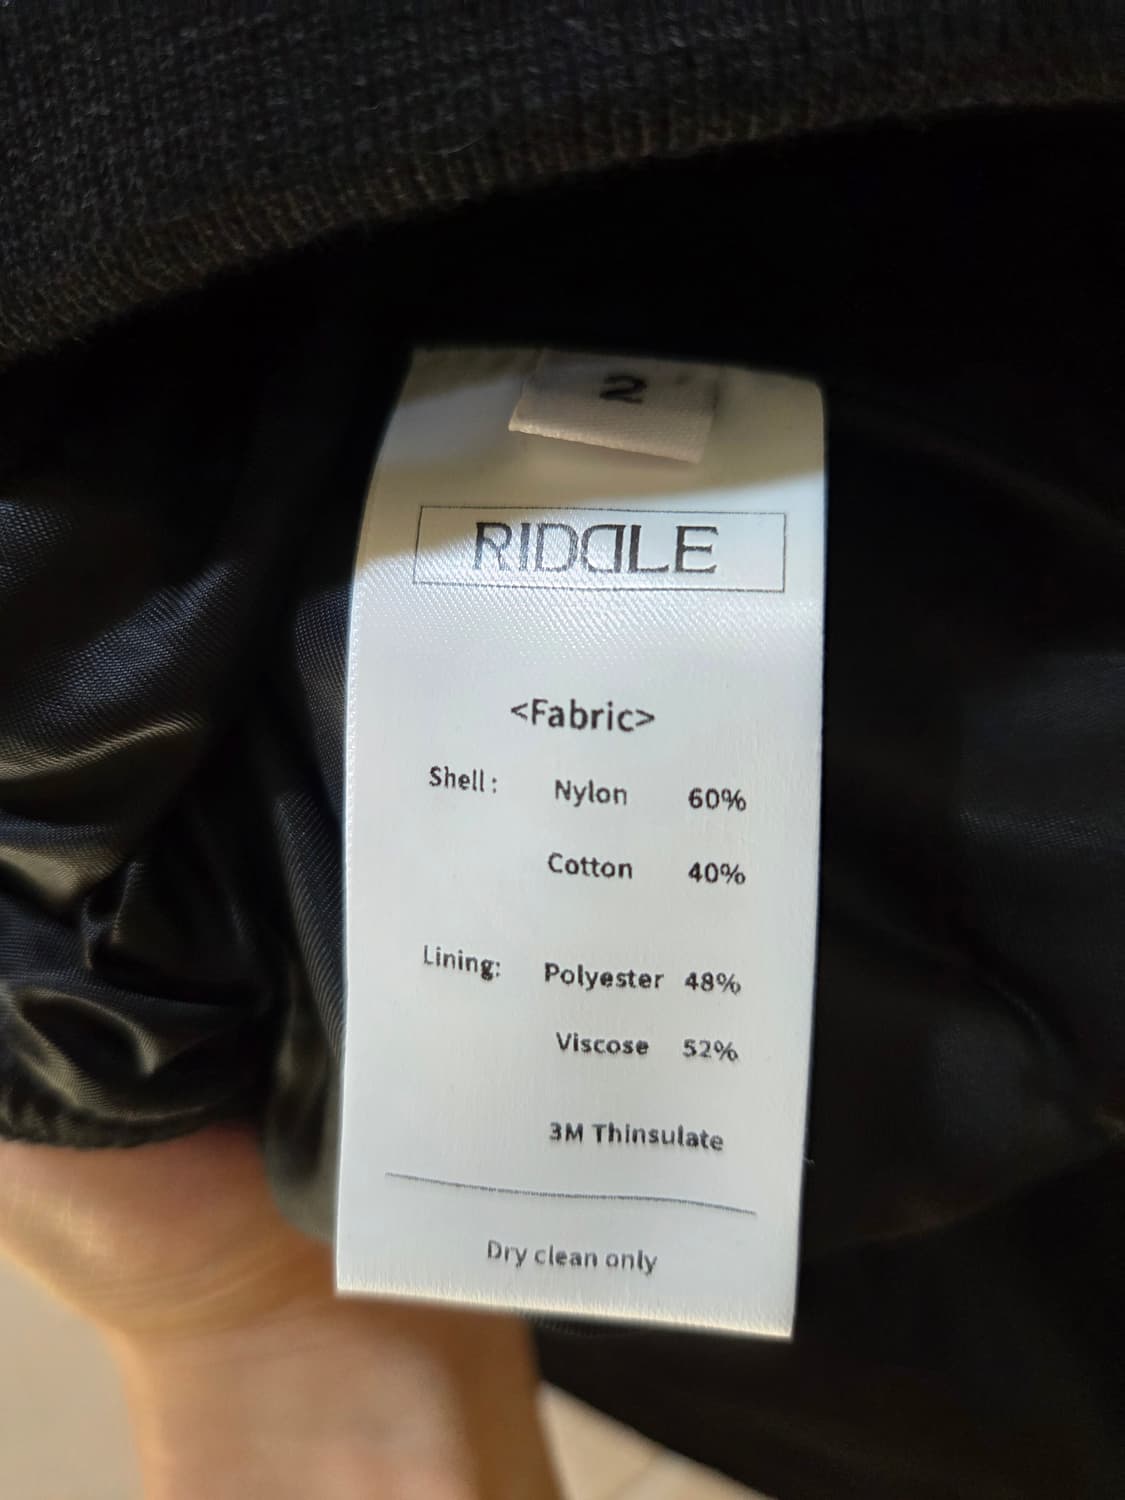 2
RIDDLE
<Fabric>
Shell: Nylon 60%
Cotton 40%
Lining: Polyester 48%
Viscose 52%
3M Thinsulate
Dry clean only